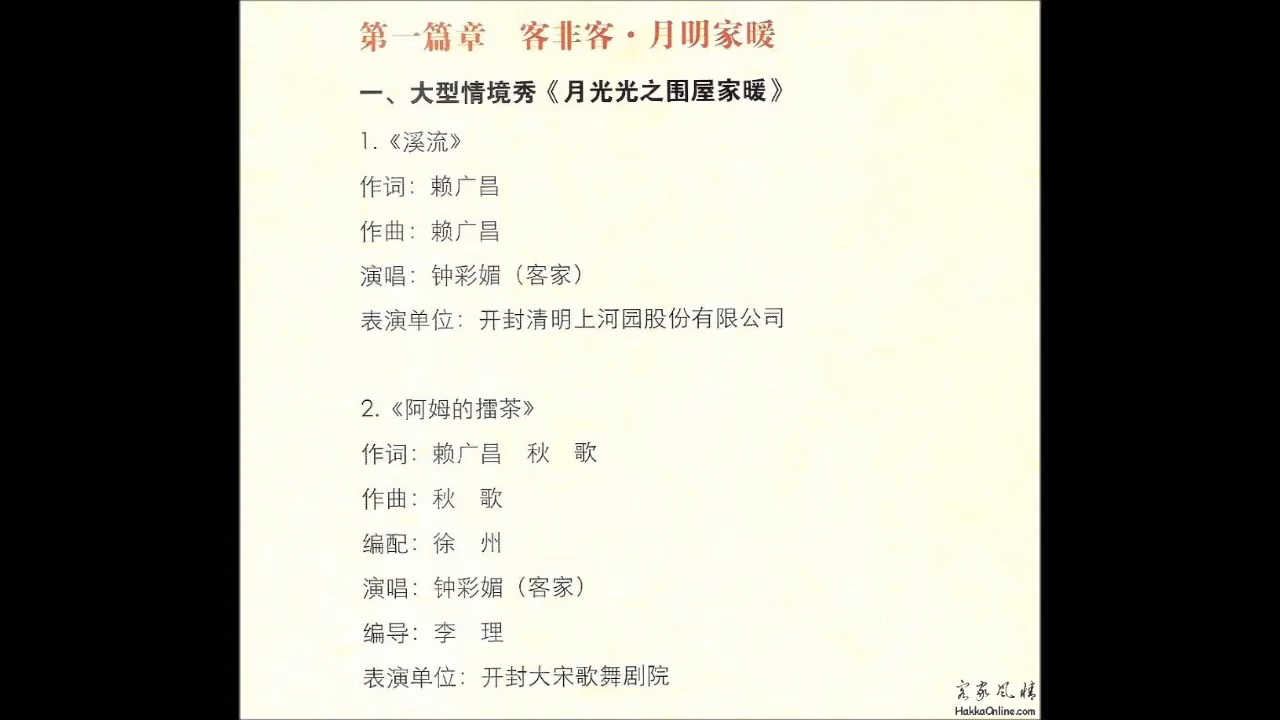 第一篇章　客非客·月明家暖
一、大型情境秀《月光光之围屋家暖》
1.《溪流》
作词：赖广昌
作曲：赖广昌
演唱：钟彩媚（客家）
表演单位：开封清明上河园股份有限公司
2.《阿姆的擂茶》
作词：赖广昌　秋　歌
作曲：秋　歌
编配：徐　州
演唱：钟彩媚（客家）
编导：李　理
表演单位：开封大宋歌舞剧院
客家风情
HakkaOnline.com